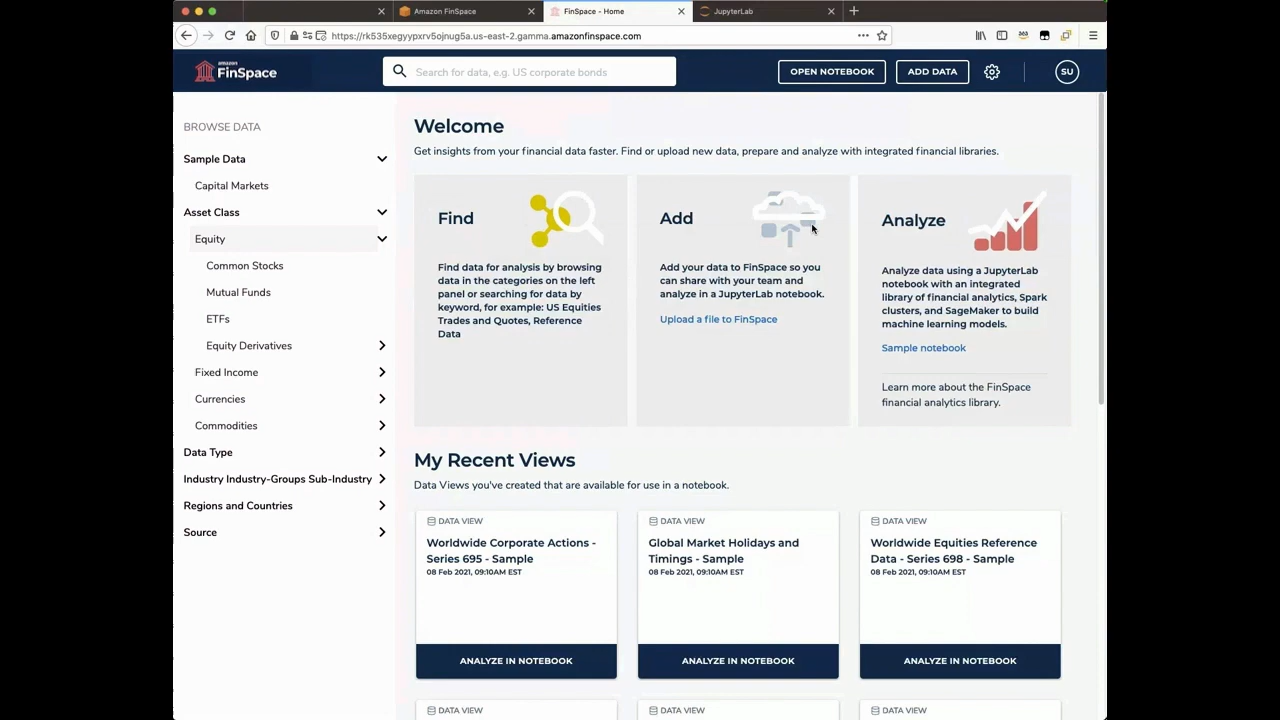 Amazon FinSpace
FinSpace - Home
JupyterLab
https://rk535xegyypxrv5ojnug5a.us-east-2.gamma.amazonfinspace.com
amazon
FinSpace
Search for data, e.g. US corporate bonds
OPEN NOTEBOOK
ADD DATA
SU
BROWSE DATA
Sample Data
Capital Markets
Asset Class
Equity
Common Stocks
Mutual Funds
ETFs
Equity Derivatives
Fixed Income
Currencies
Commodities
Data Type
Industry Industry-Groups Sub-Industry
Regions and Countries
Source
Welcome
Get insights from your financial data faster. Find or upload new data, prepare and analyze with integrated financial libraries.
Find
Find data for analysis by browsing
data in the categories on the left
panel or searching for data by
keyword, for example: US Equities
Trades and Quotes, Reference
Data
Add
Add your data to FinSpace so you
can share with your team and
analyze in a JupyterLab notebook.
Upload a file to FinSpace
Analyze
Analyze data using a JupyterLab
notebook with an integrated
library of financial analytics, Spark
clusters, and SageMaker to build
machine learning models.
Sample notebook
Learn more about the FinSpace
financial analytics library.
My Recent Views
Data Views you've created that are available for use in a notebook.
DATA VIEW
Worldwide Corporate Actions -
Series 695 - Sample
08 Feb 2021, 09:10AM EST
ANALYZE IN NOTEBOOK
DATA VIEW
Global Market Holidays and
Timings - Sample
08 Feb 2021, 09:10AM EST
ANALYZE IN NOTEBOOK
DATA VIEW
Worldwide Equities Reference
Data - Series 698 - Sample
08 Feb 2021, 09:10AM EST
ANALYZE IN NOTEBOOK
DATA VIEW
DATA VIEW
DATA VIEW